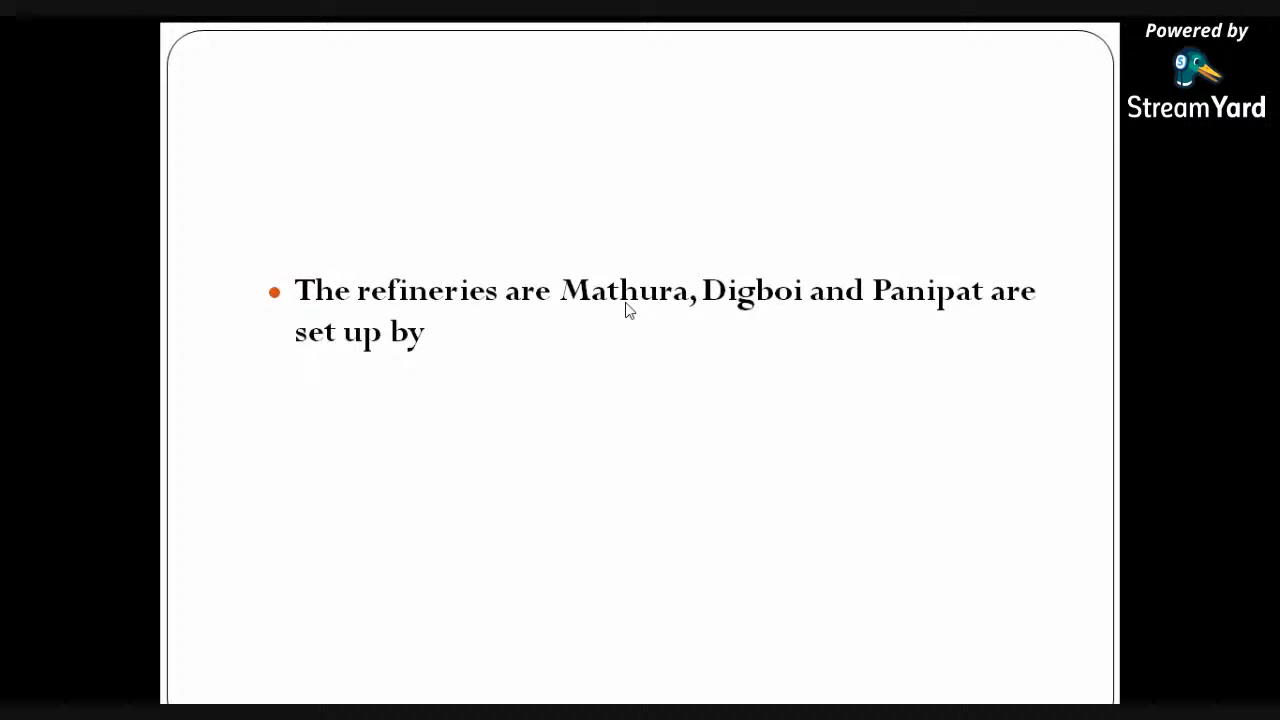 Powered by
StreamYard
The refineries are Mathura, Digboi and Panipat are
set up by